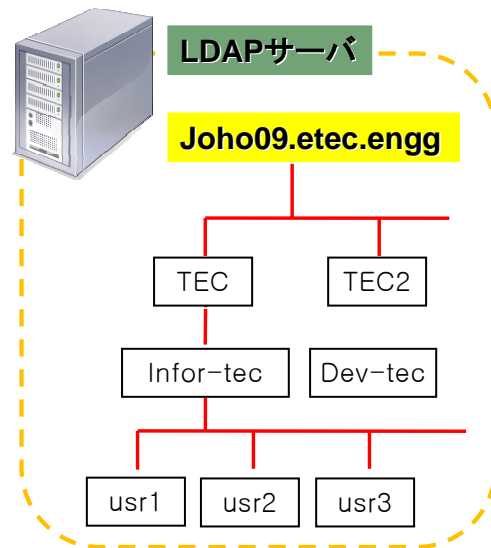 LDAPサーバ
Joho09.etec.engg
TEC
TEC2
Infor-tec
Dev-tec
usr1
usr2
usr3